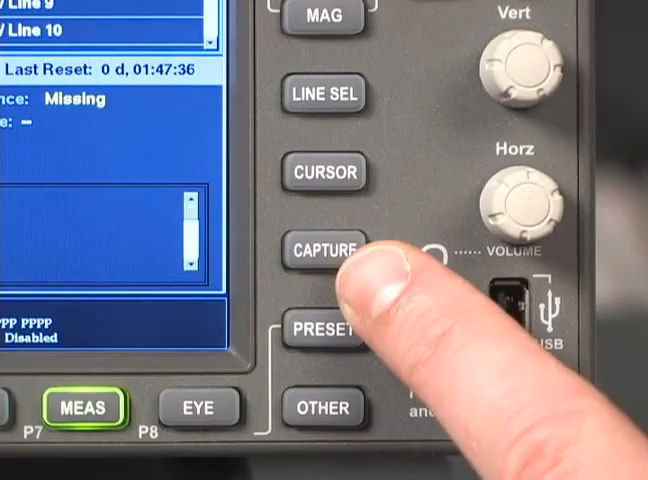 / Line 9
/ Line 10
Last Reset: 0 d, 01:47:36
nce: Missing
e: --
PPP PPPP
Disabled
MAG
LINE SEL
CURSOR
CAPTURE
PRESET
OTHER
MEAS
EYE
P7
P8
Vert
Horz
VOLUME
USB
and